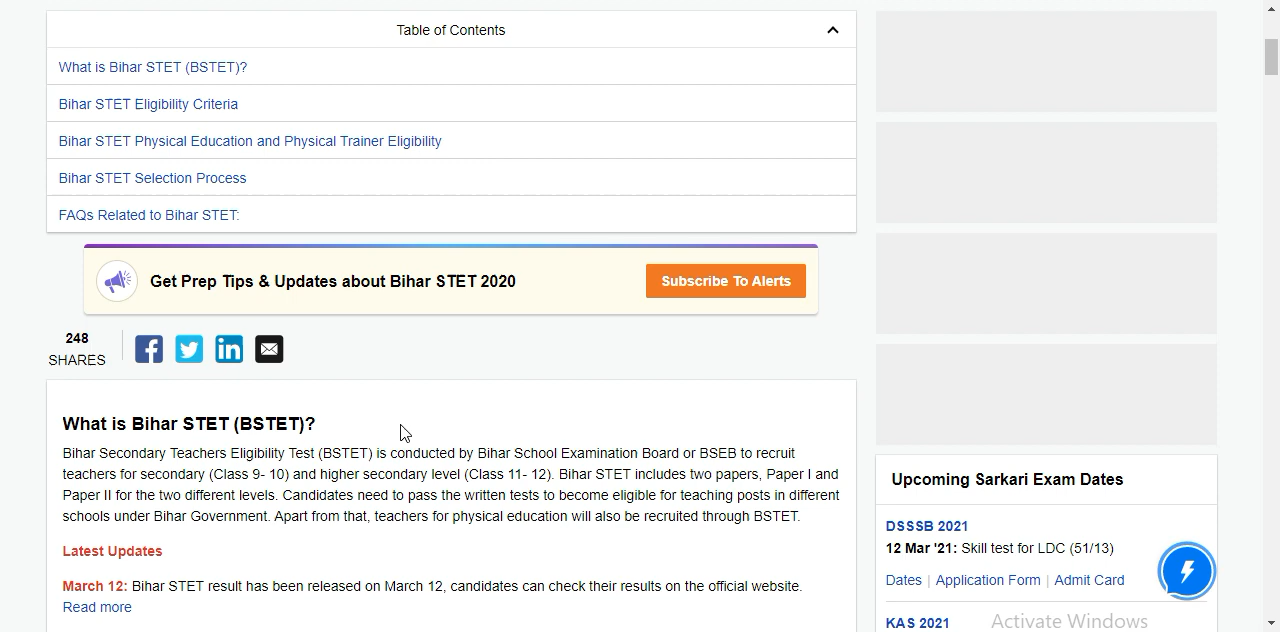 Table of Contents
What is Bihar STET (BSTET)?
Bihar STET Eligibility Criteria
Bihar STET Physical Education and Physical Trainer Eligibility
Bihar STET Selection Process
FAQs Related to Bihar STET:
Get Prep Tips & Updates about Bihar STET 2020
Subscribe To Alerts
248
SHARES
What is Bihar STET (BSTET)?
Bihar Secondary Teachers Eligibility Test (BSTET) is conducted by Bihar School Examination Board or BSEB to recruit
teachers for secondary (Class 9- 10) and higher secondary level (Class 11- 12). Bihar STET includes two papers, Paper I and
Paper II for the two different levels. Candidates need to pass the written tests to become eligible for teaching posts in different
schools under Bihar Government. Apart from that, teachers for physical education will also be recruited through BSTET.
Latest Updates
March 12: Bihar STET result has been released on March 12, candidates can check their results on the official website.
Read more
Upcoming Sarkari Exam Dates
DSSSB 2021
12 Mar '21: Skill test for LDC (51/13)
Dates | Application Form | Admit Card
KAS 2021
Activate Windows